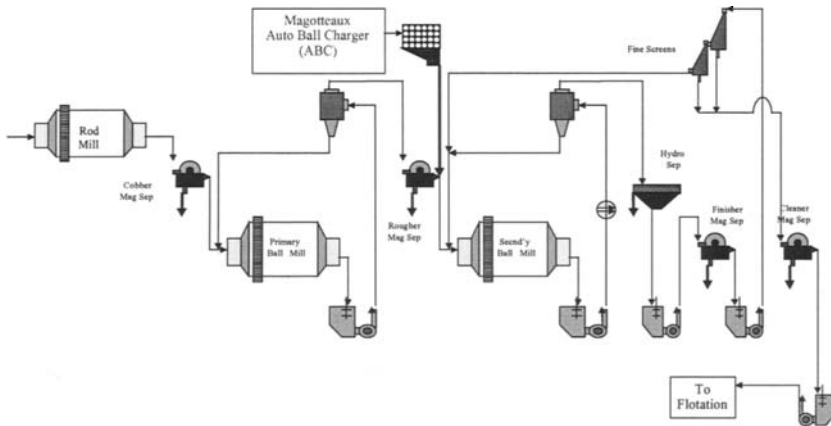 Magotteaux
Auto Ball Charger
(ABC)
Fine Screens
Rod
Mill
Cobber
Mag Sep
Rougher
Mag Sep
Hydro
Sep
Finisher
Mag Sep
Cleaner
Mag Sep
Primary
Ball Mill
Secnd'y
Ball Mill
To
Flotation